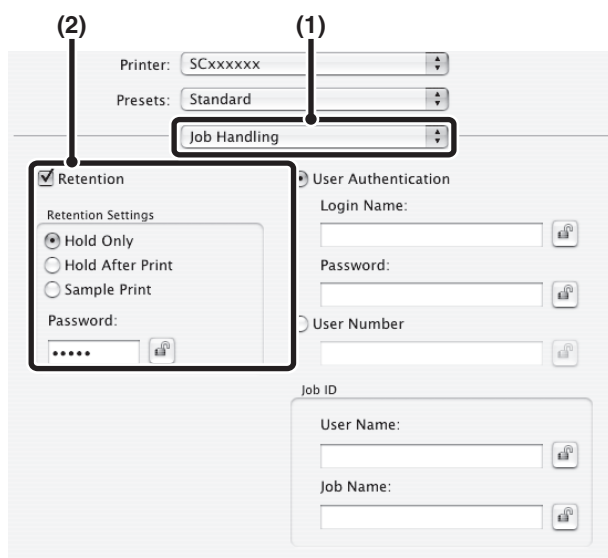 (2) (1)
Printer: SCxxxxxx
Presets: Standard
Job Handling
Retention
Retention Settings
Hold Only
Hold After Print
Sample Print
Password:
•••••
User Authentication
Login Name:
Password:
User Number
Job ID
User Name:
Job Name: